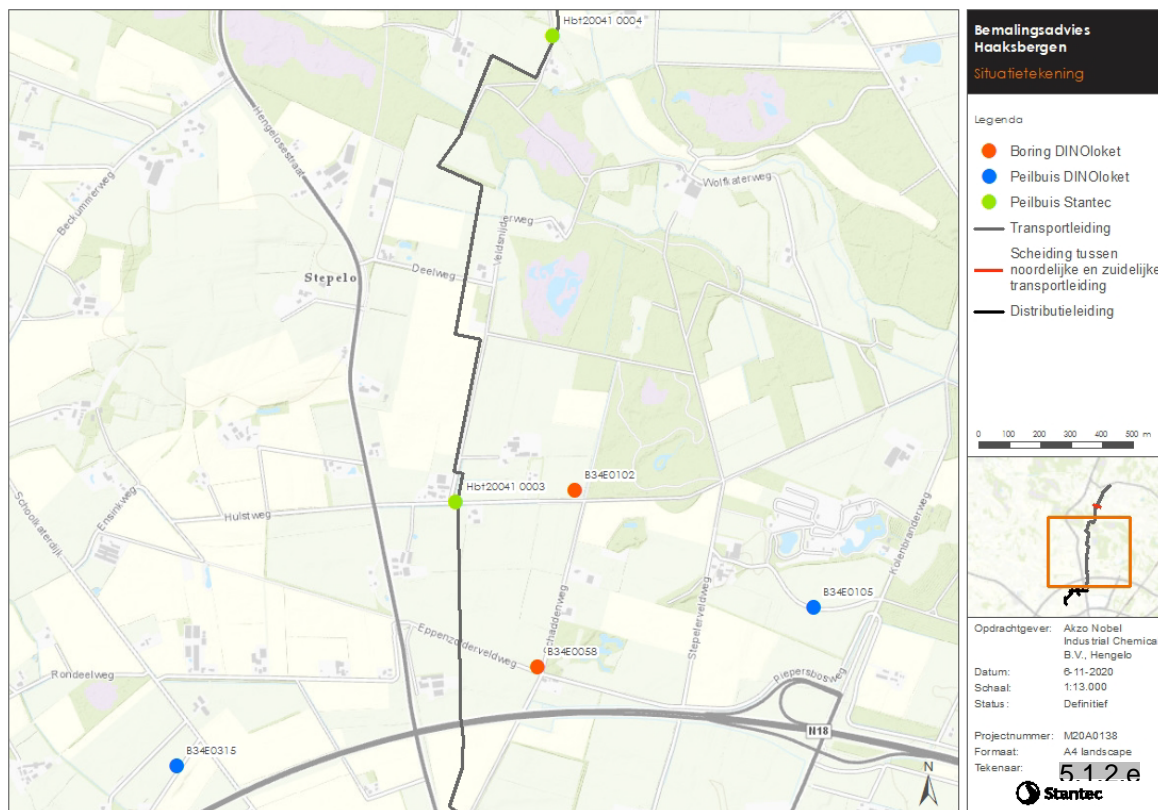 Hbt20041 0004
Hengelosestraat
Beckummerweg
Wolfkaterweg
Veldsnijderweg
Stepelo
Deelweg
B34E0102
Hbt20041 0003
Hulstweg
Ensinkweg
Schoolkaterdijk
Kolenbranderweg
B34E0105
Stepelerveldweg
Schaddenweg
Eppenzolderveldweg
B34E0058
Rondeelweg
Piepersbosweg
N18
B34E0315
N
Bemalingsadvies
Haaksbergen
Situatietekening
Legenda
Boring DINOloket
Peilbuis DINOloket
Peilbuis Stantec
Transportleiding
Scheiding tussen
noordelijke en zuidelijke
transportleiding
Distributieleiding
0 100 200 300 400 500 m
Opdrachtgever: Akzo Nobel
Industrial Chemica
B.V., Hengelo
Datum: 6-11-2020
Schaal: 1:13.000
Status: Definitief
Projectnummer: M20A0138
Formaat: A4 landscape
Tekenaar: 5.1.2.e
Stantec